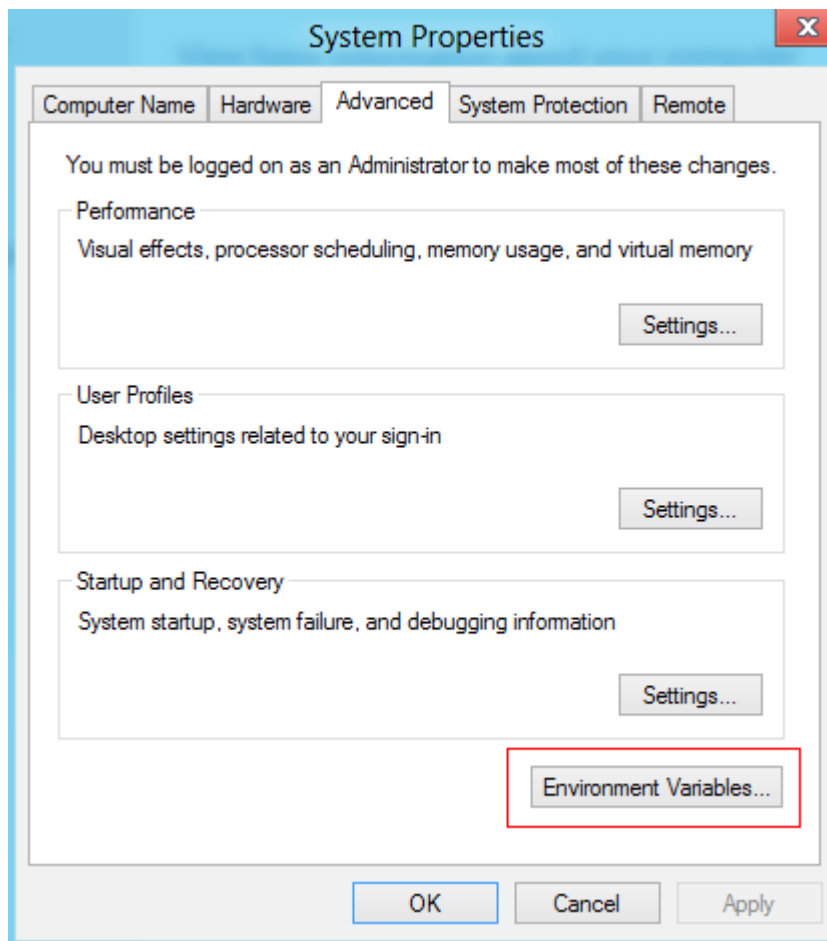 System Properties
Computer Name Hardware Advanced System Protection Remote
You must be logged on as an Administrator to make most of these changes.
Performance
Visual effects, processor scheduling, memory usage, and virtual memory
Settings...
User Profiles
Desktop settings related to your sign-in
Settings...
Startup and Recovery
System startup, system failure, and debugging information
Settings...
Environment Variables...
OK Cancel Apply